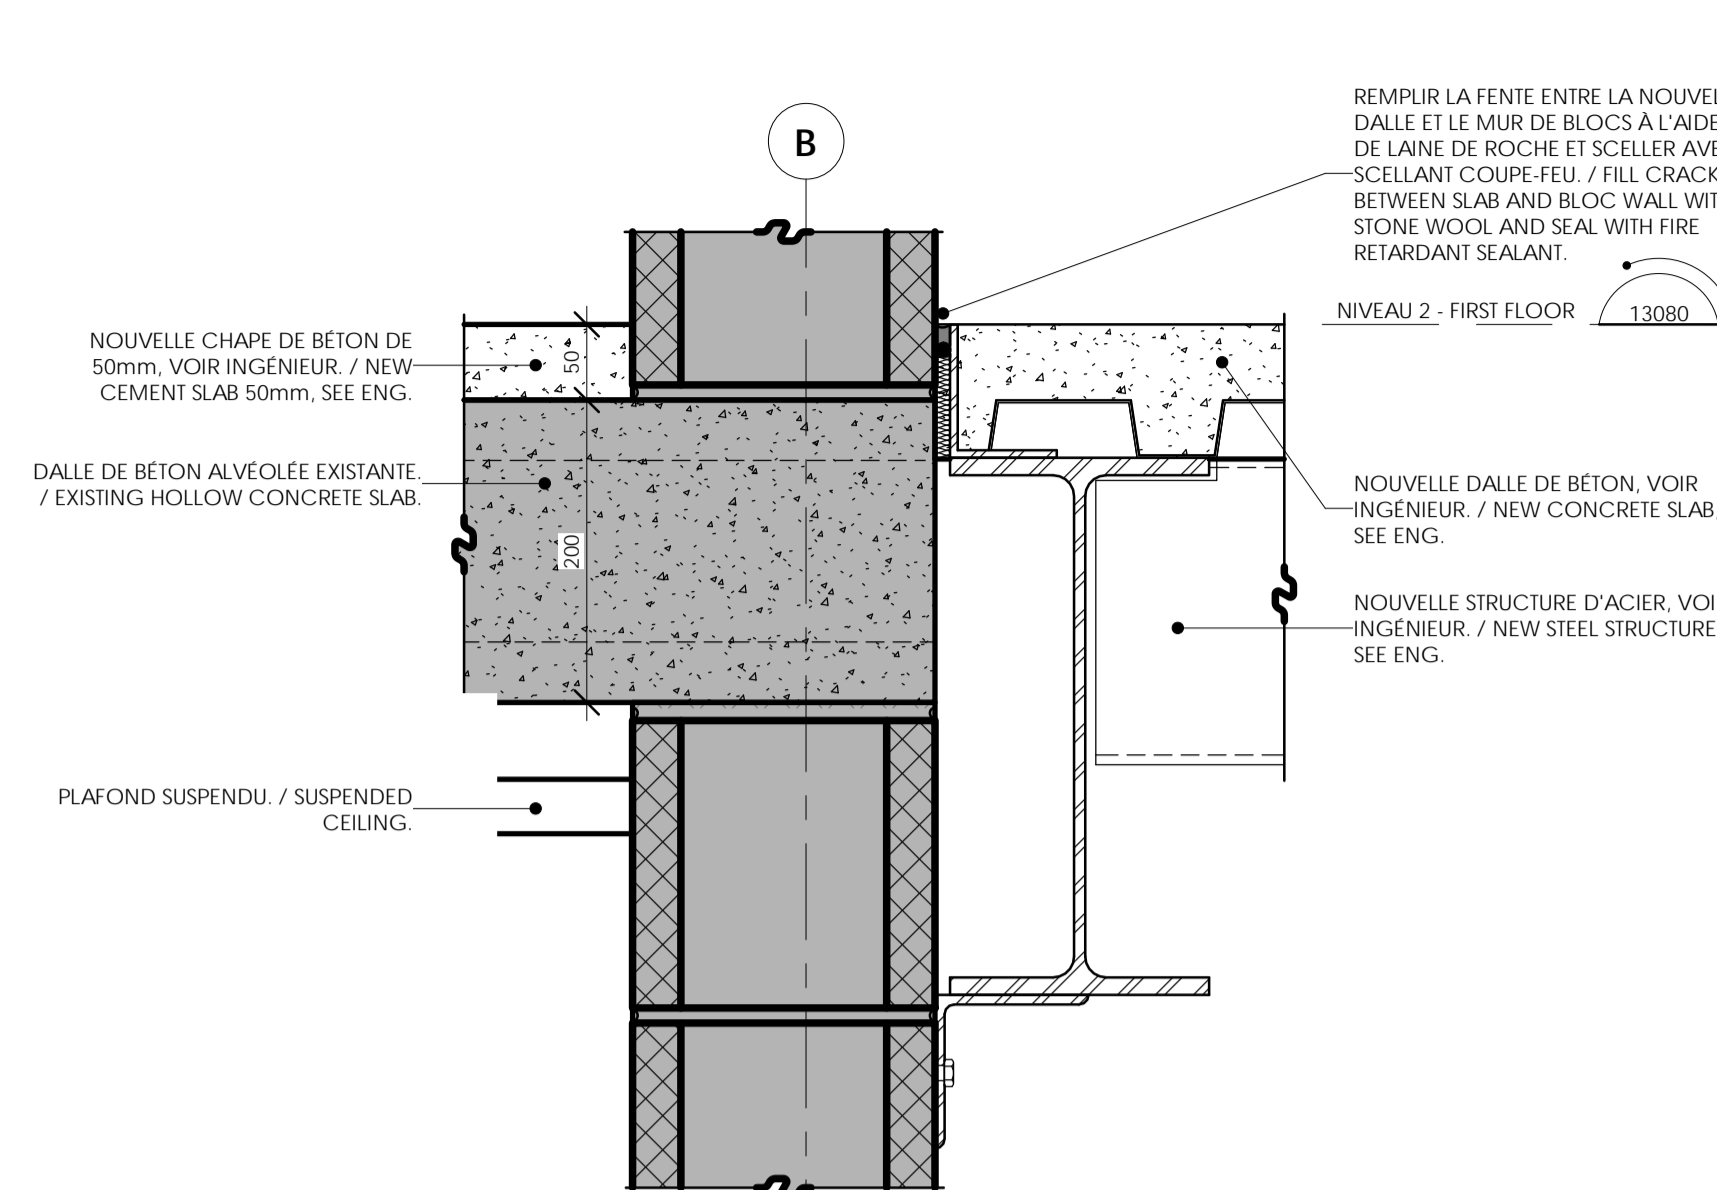 B
REMPLIR LA FENTE ENTRE LA
DALLE ET LE MUR DE BLOCS À L'AIDE
DE LAINE DE ROCHE ET SCELLER
SCELLANT COUPE-FEU. / FILL CRACK
BETWEEN SLAB AND BLOC WALL
STONE WOOL AND SEAL WITH FIRE
RETARDANT SEALANT.
NIVEAU 2 - FIRST FLOOR
13080
NOUVELLE CHAPE DE BÉTON DE
50mm, VOIR INGÉNIEUR. / NEW
CEMENT SLAB 50mm, SEE ENG.
50
DALLE DE BÉTON ALVÉOLÉE EXISTANTE.
/ EXISTING HOLLOW CONCRETE SLAB.
200
NOUVELLE DALLE DE BÉTON, VOIR
INGÉNIEUR. / NEW CONCRETE SLAB,
SEE ENG.
NOUVELLE STRUCTURE D'ACIER,
INGÉNIEUR. / NEW STEEL STRUCTURE
SEE ENG.
PLAFOND SUSPENDU. / SUSPENDED
CEILING.